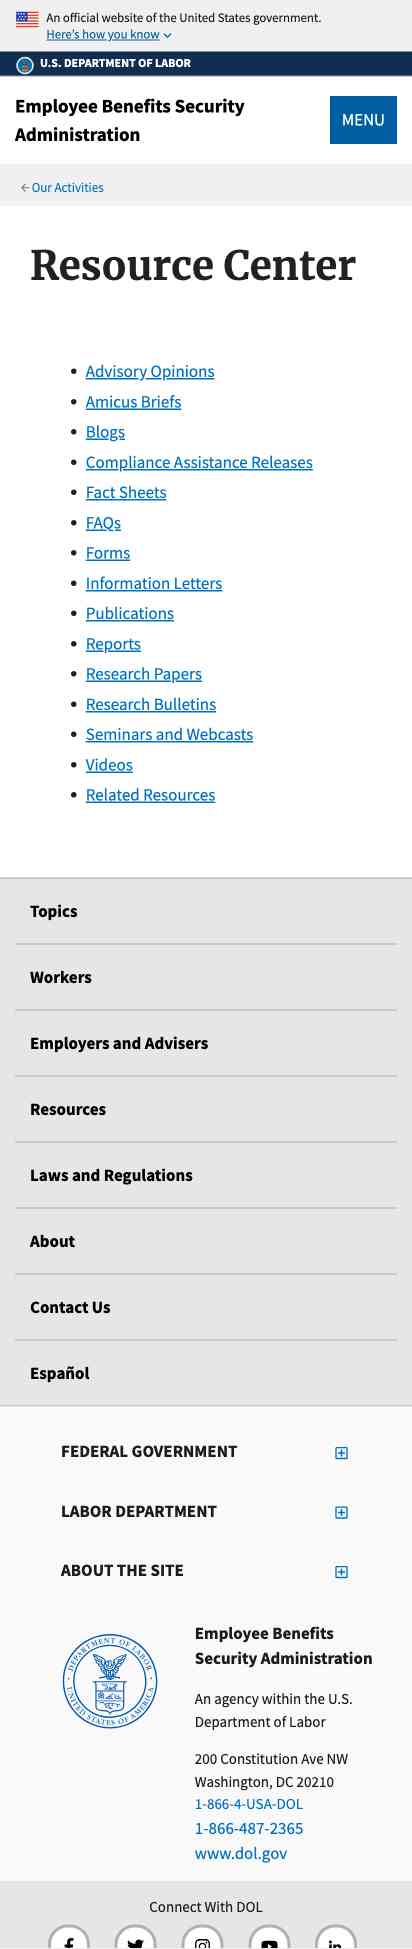 An official website of the United States government.
Here's how you know
U.S. DEPARTMENT OF LABOR
Employee Benefits Security
Administration
MENU
Our Activities
Resource Center
Advisory Opinions
Amicus Briefs
Blogs
Compliance Assistance Releases
Fact Sheets
FAQs
Forms
Information Letters
Publications
Reports
Research Papers
Research Bulletins
Seminars and Webcasts
Videos
Related Resources
Topics
Workers
Employers and Advisers
Resources
Laws and Regulations
About
Contact Us
Español
FEDERAL GOVERNMENT
LABOR DEPARTMENT
ABOUT THE SITE
DEPARTMENT OF LABOR
UNITED STATES OF AMERICA
Employee Benefits
Security Administration
An agency within the U.S.
Department of Labor
200 Constitution Ave NW
Washington, DC 20210
1-866-4-USA-DOL
1-866-487-2365
www.dol.gov
Connect With DOL